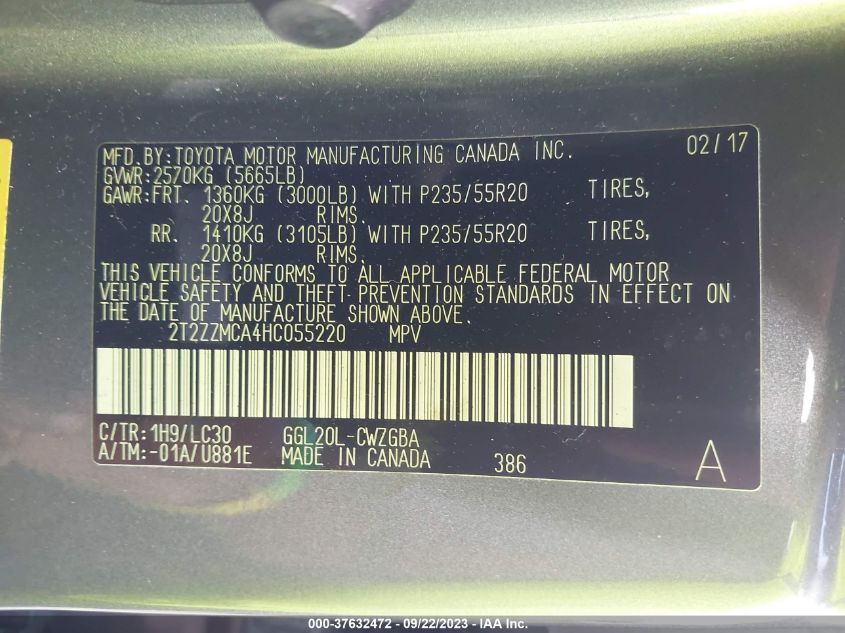 MFD.BY:TOYOTA MOTOR MANUFACTURING CANADA INC. 02/17
GVWR:2570KG (5665LB)
GAWR:FRT. 1360KG (3000LB) WITH P235/55R20 TIRES,
20X8J RIMS.
RR. 1410KG (3105LB) WITH P235/55R20 TIRES,
20X8J RIMS.
THIS VEHICLE CONFORMS TO ALL APPLICABLE FEDERAL MOTOR
VEHICLE SAFETY AND THEFT PREVENTION STANDARDS IN EFFECT ON
THE DATE OF MANUFACTURE SHOWN ABOVE.
2T2ZZMCA4HC055220 MPV
C/TR:1H9/LC30 GGL20L-CWZGBA
A/TM:-01A/U881E MADE IN CANADA 386 A
000-37632472 - 09/22/2023 - IAA Inc.